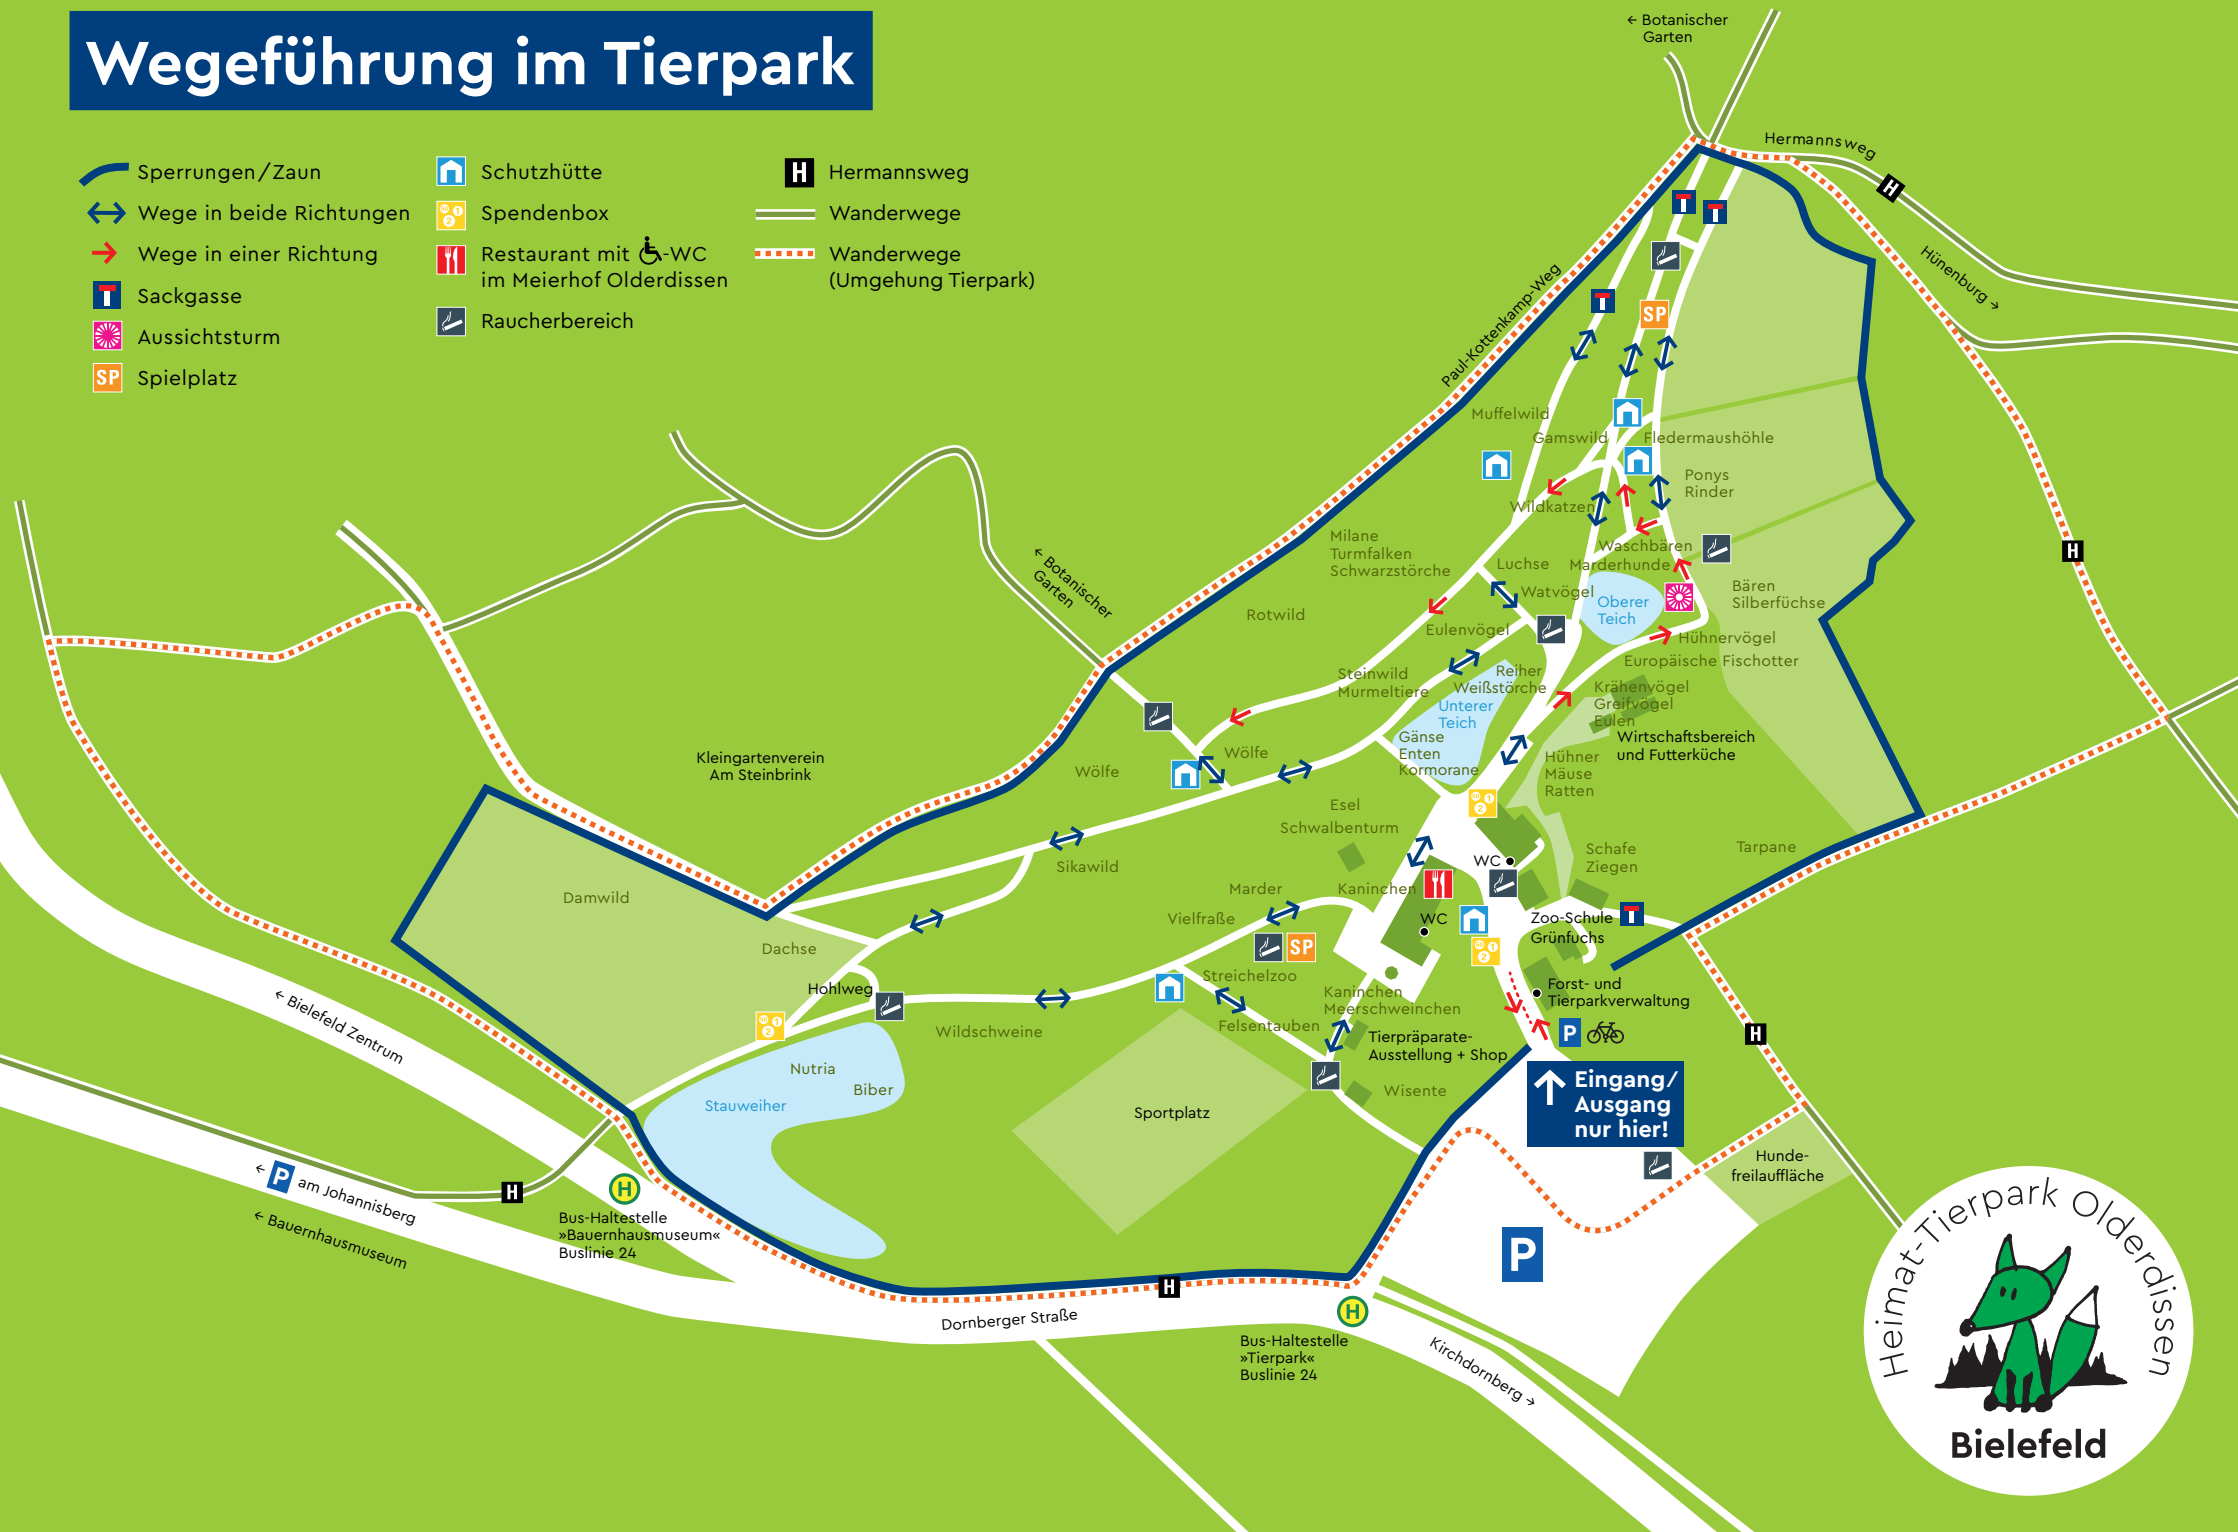 Wegeführung im Tierpark
Sperrungen/Zaun
Wege in beide Richtungen
Wege in einer Richtung
Sackgasse
Aussichtsturm
SP
Spielplatz
Schutzhütte
Spendenbox
Restaurant mit -WC
im Meierhof Olderdissen
Raucherbereich
H
Hermannsweg
Wanderwege
Wanderwege
(Umgehung Tierpark)
← Botanischer
Garten
Hermannsweg
H
Hünenburg →
Paul-Kottenkamp-Weg
SP
Muffelwild
Gamswild
Fledermaushöhle
Ponys
Rinder
Wildkatzen
H
Milane
Turmfalken
Schwarzstörche
Waschbären
Marderhunde
Luchse
Watvögel
Bären
Silberfüchse
Oberer
Teich
← Botanischer
Garten
Rotwild
Eulenvögel
Hühnervögel
Europäische Fischotter
Steinwild
Murmeltiere
Reiher
Weißstörche
Unterer
Teich
Krähenvögel
Greifvögel
Eulen
Wirtschaftsbereich
und Futterküche
Gänse
Enten
Kormorane
Hühner
Mäuse
Ratten
Kleingartenverein
Am Steinbrink
Wölfe
Wölfe
Esel
Schwalbenturm
Sikawild
WC
Schafe
Ziegen
Tarpane
Damwild
Marder
Kaninchen
Vielfraße
WC
Zoo-Schule
Grünfuchs
SP
Dachse
Streichelzoo
Hohlweg
Kaninchen
Meerschweinchen
Forst- und
Tierparkverwaltung
Felsentauben
Wildschweine
Tierpräparate-
Ausstellung + Shop
P
H
← Bielefeld Zentrum
Nutria
Biber
Stauweiher
Wisente
Sportplatz
Eingang/
Ausgang
nur hier!
Hunde-
freilauffläche
← P am Johannisberg
← Bauernhausmuseum
H
H
Bus-Haltestelle
»Bauernhausmuseum«
Buslinie 24
P
H
Dornberger Straße
H
Bus-Haltestelle
»Tierpark«
Buslinie 24
Kirchdornberg →
Heimat-Tierpark Olderdissen
Bielefeld